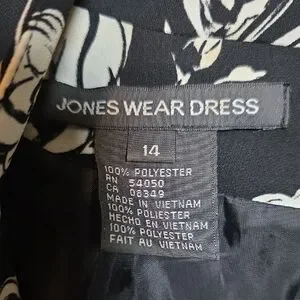 JONES WEAR DRESS
14
100% POLYESTER
RN 54050
CA 08349
MADE IN VIETNAM
100% POLIESTER
HECHO EN VIETNAM
100% POLYESTER
FAIT AU VIETNAM